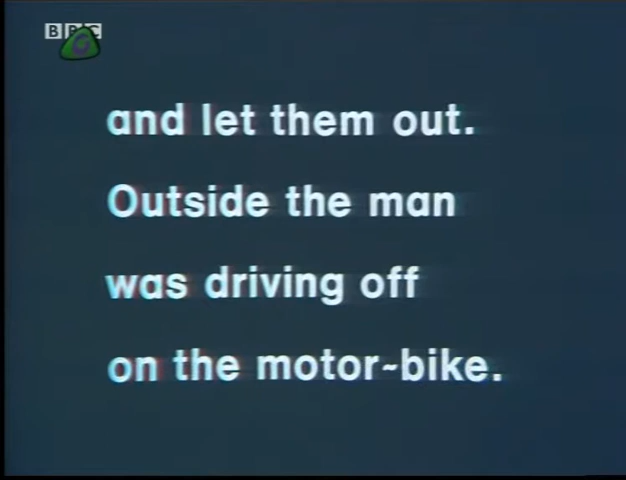 BBC
and let them out.
Outside the man
was driving off
on the motor-bike.